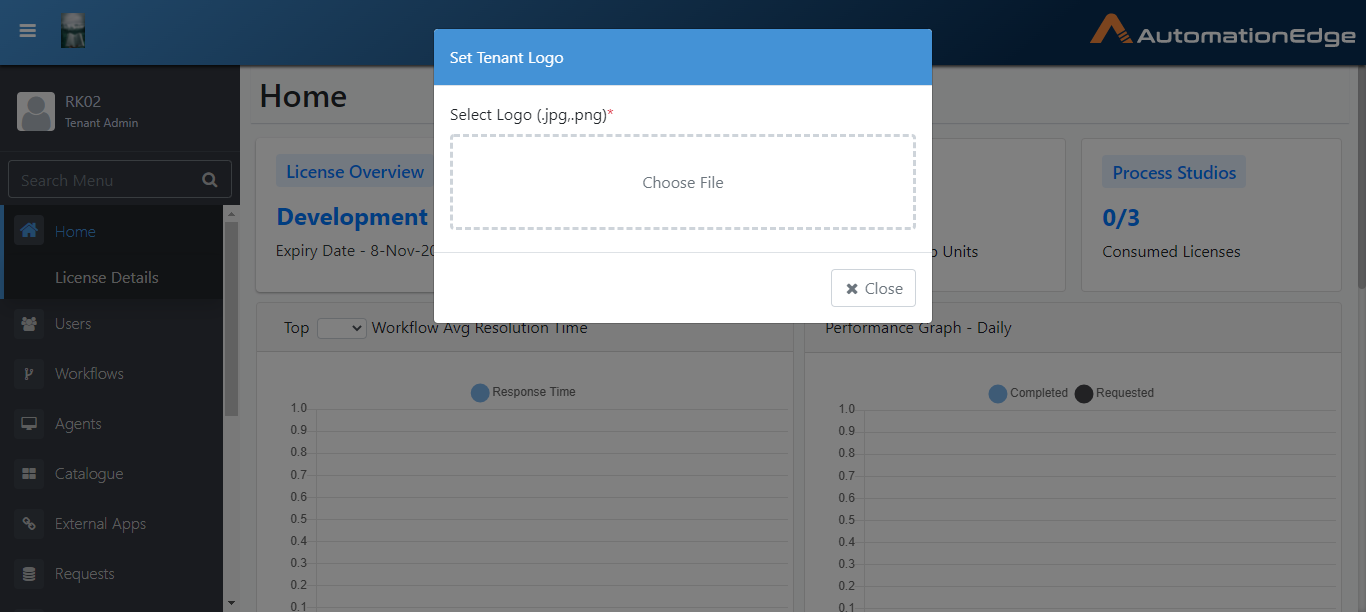 AutomationEdge
Set Tenant Logo
Select Logo (.jpg,.png)*
Choose File
Close
RK02
Tenant Admin
Search Menu
Home
License Details
Users
Workflows
Agents
Catalogue
External Apps
Requests
Home
License Overview
Development
Expiry Date - 8-Nov-20
Units
Process Studios
0/3
Consumed Licenses
Top Workflow Avg Resolution Time
Response Time
1.0
0.9
0.8
0.7
0.6
0.5
0.4
0.3
0.2
0.1
Performance Graph - Daily
Completed Requested
1.0
0.9
0.8
0.7
0.6
0.5
0.4
0.3
0.2
0.1